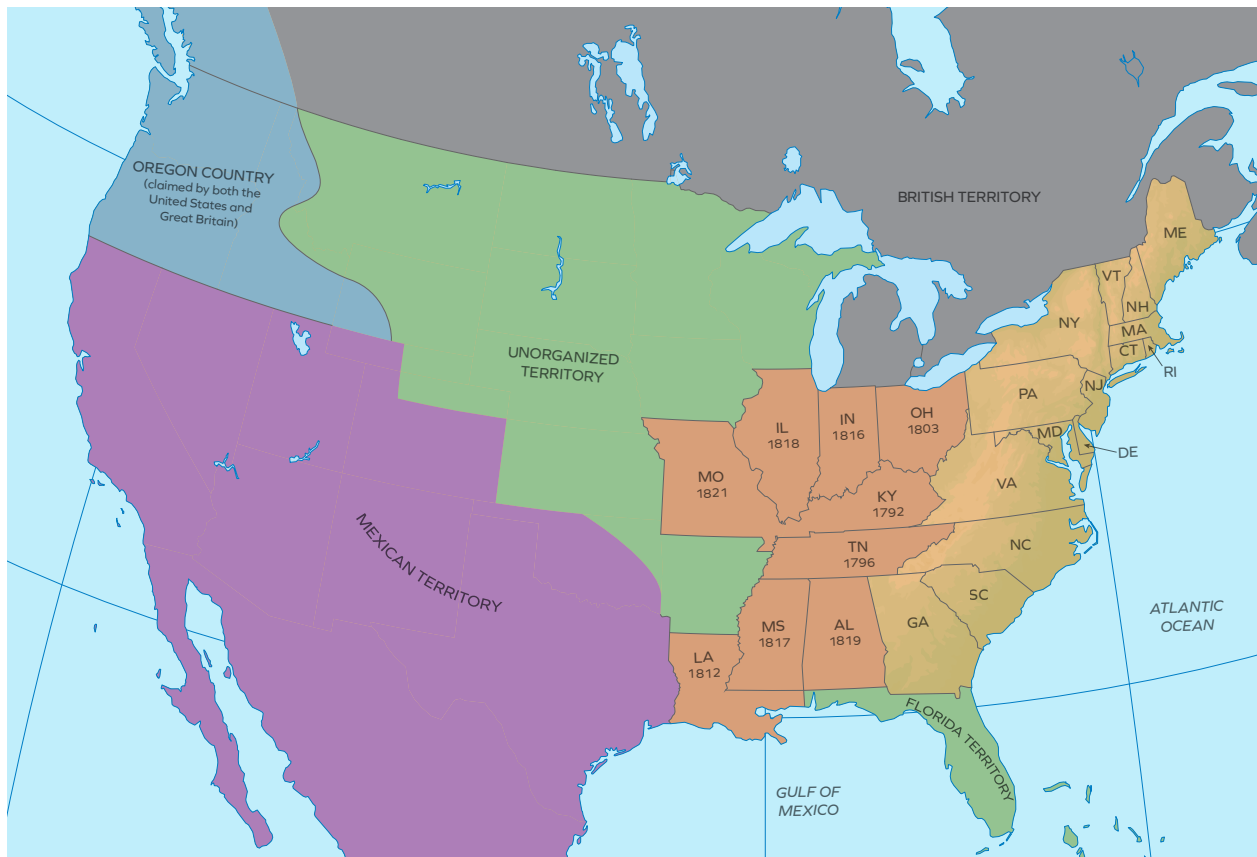 OREGON COUNTRY
(claimed by both the
United States and
Great Britain)
BRITISH TERRITORY
ME
VT
NH
NY
MA
CT
RI
UNORGANIZED
TERRITORY
PA
NJ
IL
1818
IN
1816
OH
1803
MD
DE
MO
1821
KY
1792
VA
MEXICAN TERRITORY
TN
1796
NC
SC
ATLANTIC
OCEAN
MS
1817
AL
1819
GA
LA
1812
FLORIDA TERRITORY
GULF OF
MEXICO